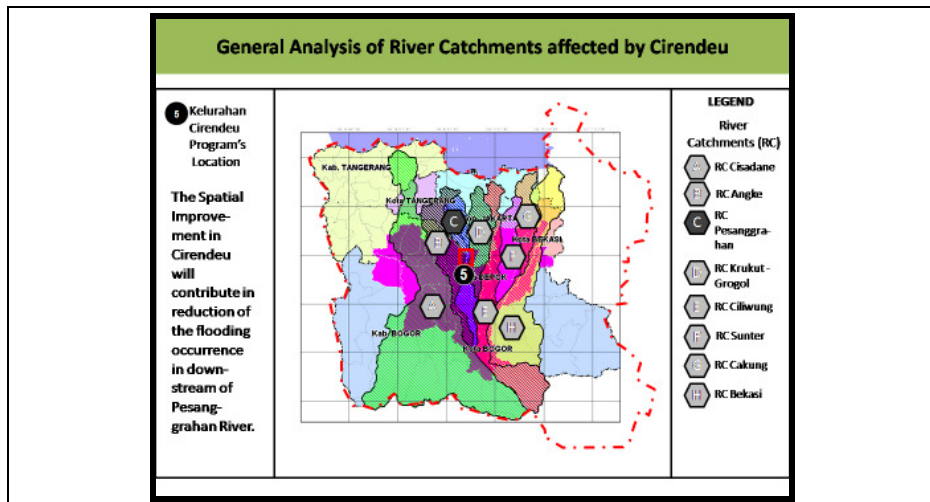 General Analysis of River Catchments affected by Cirendeu
5 Kelurahan
Cirendeu
Program's
Location
The Spatial
Improve-
ment in
Cirendeu
will
contribute in
reduction of
the flooding
occurrence
in down-
stream of
Pesang-
grahan River.
Kab. TANGERANG
Kota TANGERANG
C
KARTA
G
B
D
Kota BEKASI
F
5
DEPOK
A
E
H
Kab. BOGOR
Kota BOGOR
LEGEND
River
Catchments (RC)
A RC Cisadane
B RC Angke
C RC
Pesanggra-
han
D RC Krukut-
Grogol
E RC Ciliwung
F RC Sunter
G RC Cakung
H RC Bekasi